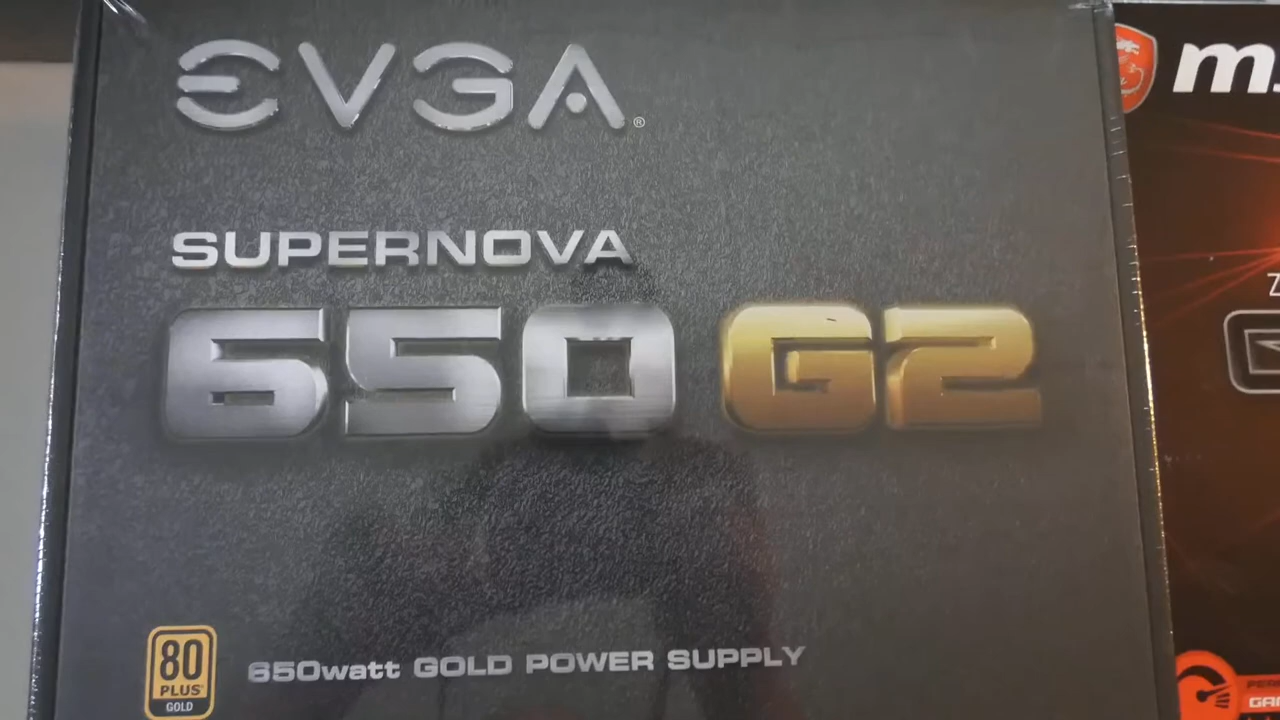 EVGA®
SUPERNOVA
650 G2
80
PLUS®
GOLD
650watt GOLD POWER SUPPLY